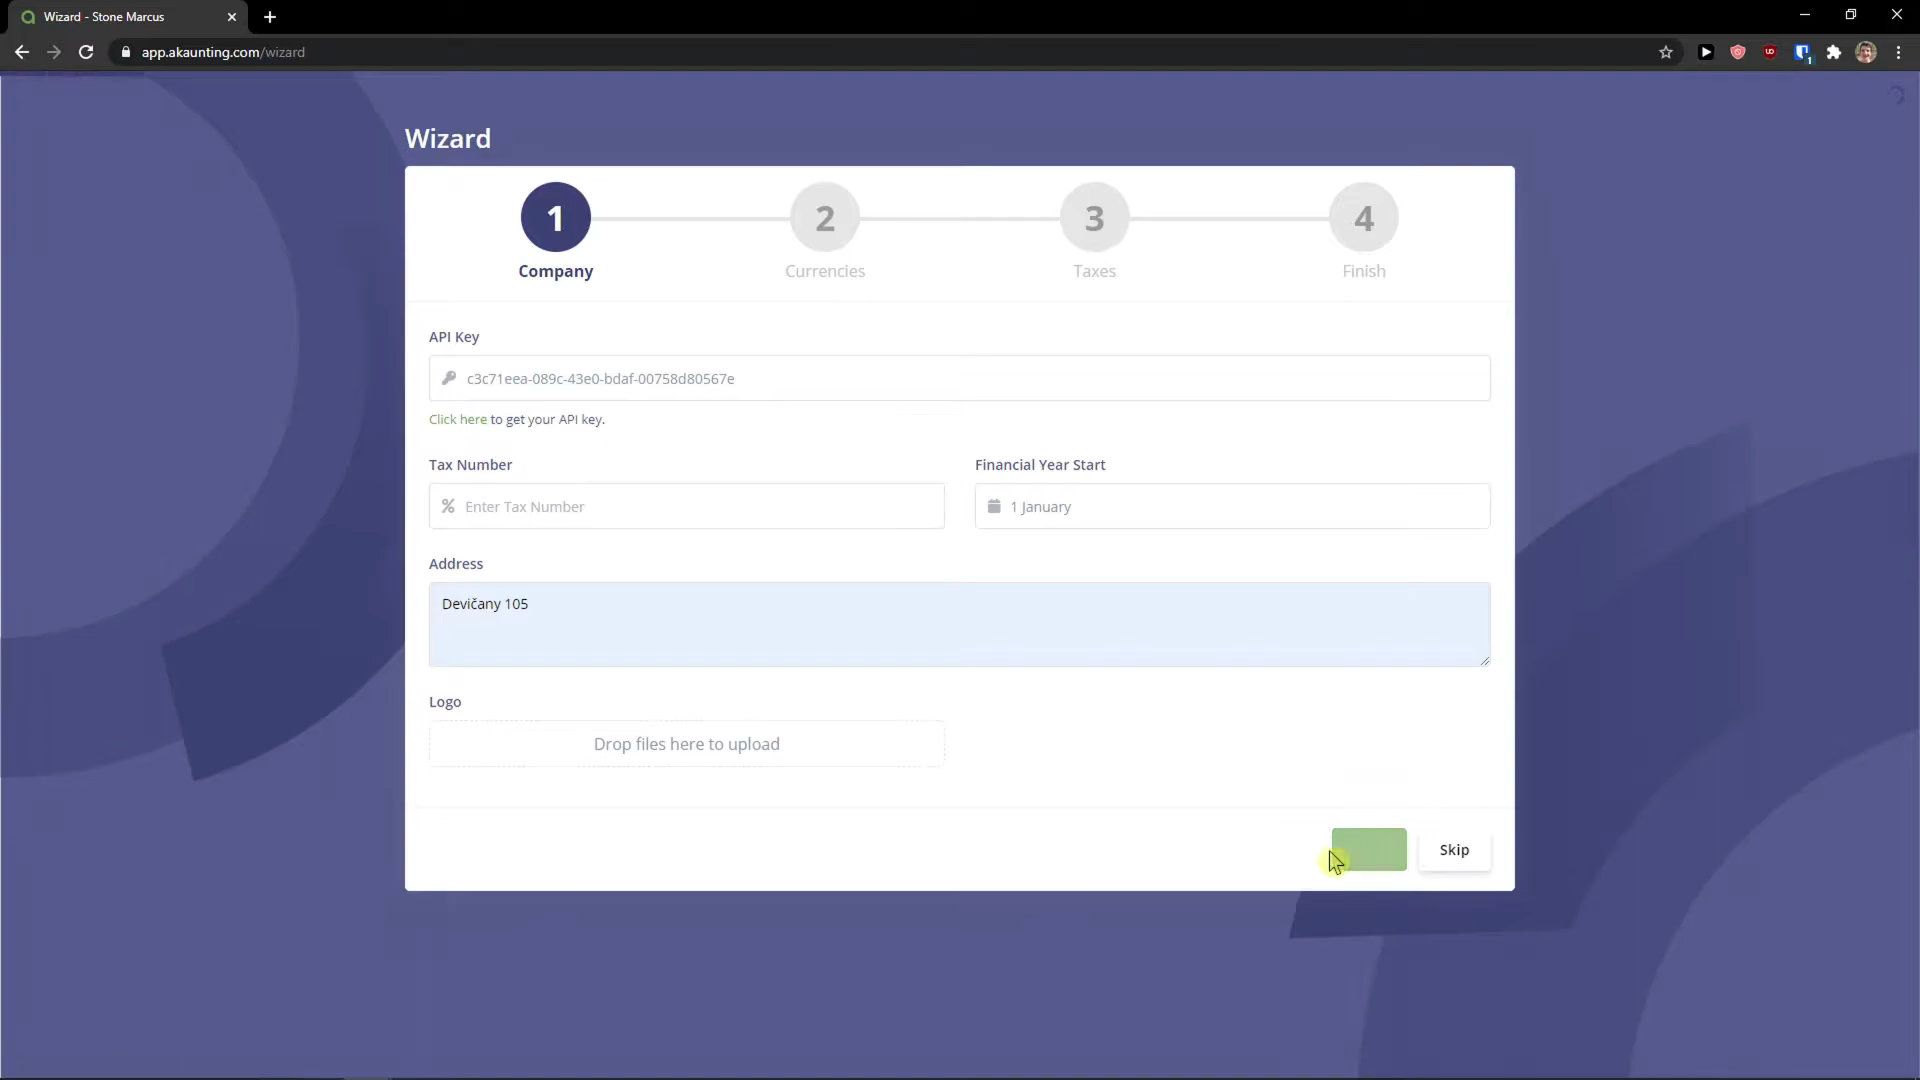 Wizard - Stone Marcus
app.akaunting.com/wizard
Wizard
1
2
3
4
Company
Currencies
Taxes
Finish
API Key
c3c71eea-089c-43e0-bdaf-00758d80567e
Click here to get your API key.
Tax Number
Financial Year Start
Enter Tax Number
1 January
Address
Devičany 105
Logo
Drop files here to upload
Skip